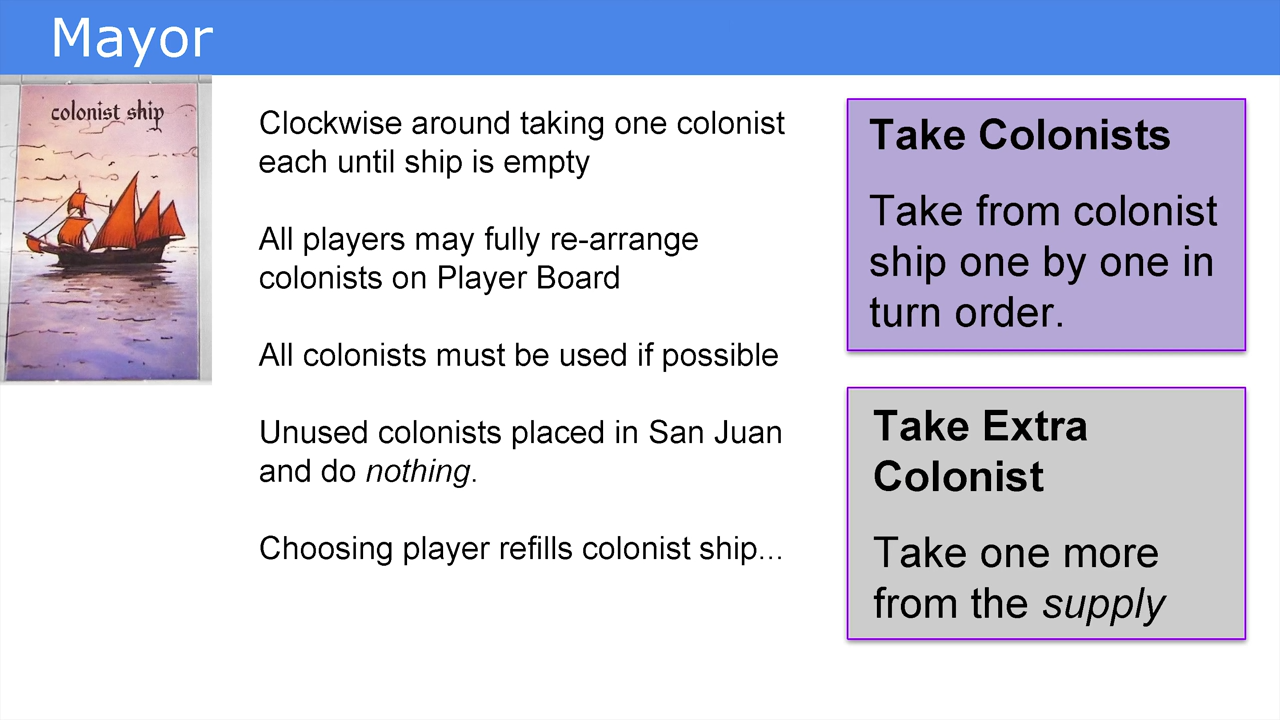 Mayor
colonist ship
Clockwise around taking one colonist
each until ship is empty
All players may fully re-arrange
colonists on Player Board
All colonists must be used if possible
Unused colonists placed in San Juan
and do nothing.
Choosing player refills colonist ship...
Take Colonists
Take from colonist
ship one by one in
turn order.
Take Extra
Colonist
Take one more
from the supply